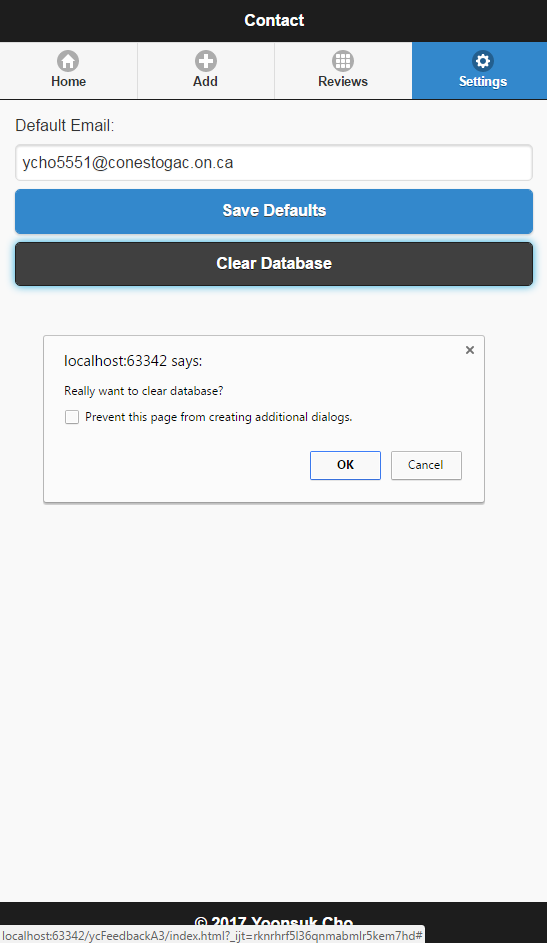 Contact
Home Add Reviews Settings
Default Email:
ycho5551@conestogac.on.ca
Save Defaults
Clear Database
localhost:63342 says:
Really want to clear database?
Prevent this page from creating additional dialogs.
OK Cancel
© 2017 Yoonsuk Cho
localhost:63342/ycFeedbackA3/index.html?_ijt=rknrhrf5l36qnmabmlr5kem7hd#